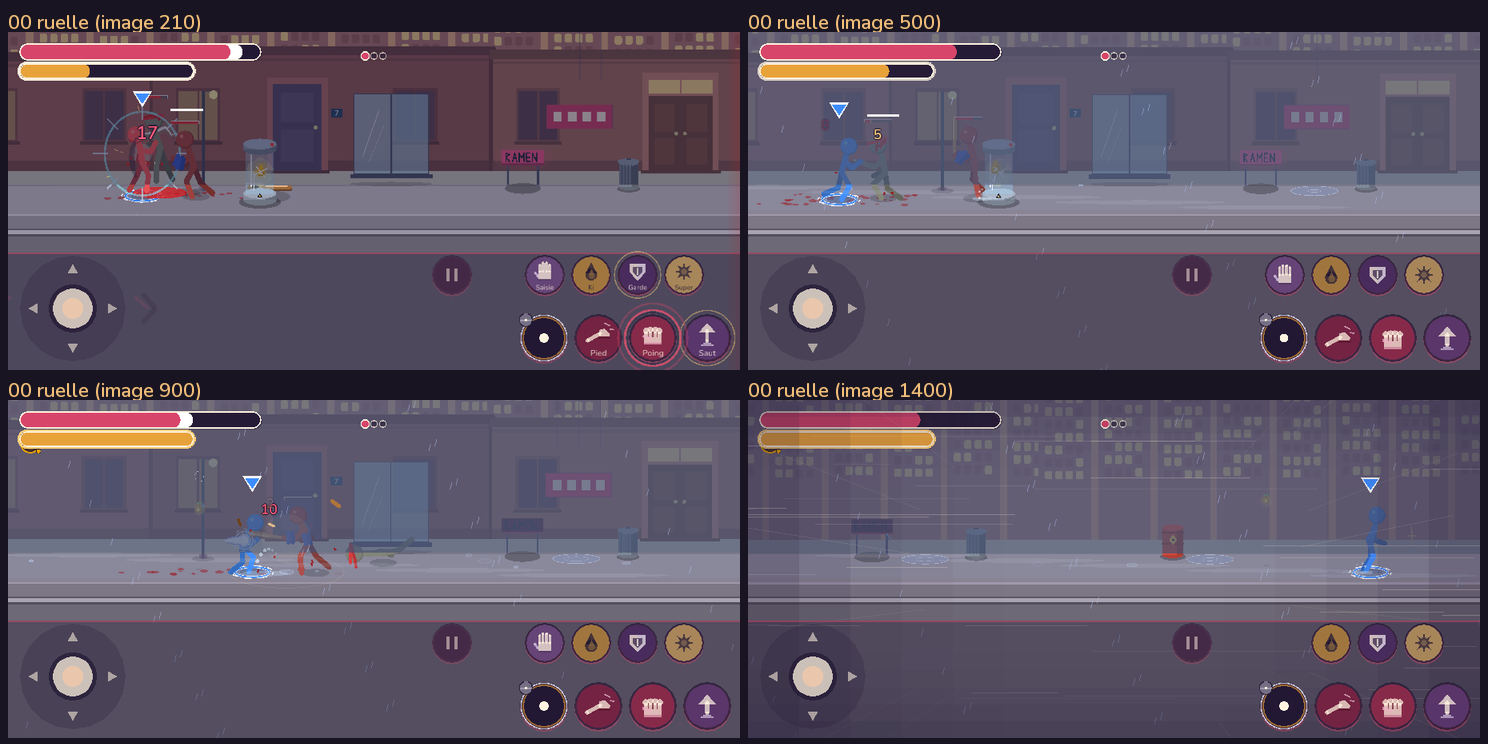 00 ruelle (image 210)
17
7
RAMEN
Saisie
Ki
Garde
Super
Pied
Poing
Saut
00 ruelle (image 500)
5
7
RAMEN
00 ruelle (image 900)
10
7
00 ruelle (image 1400)